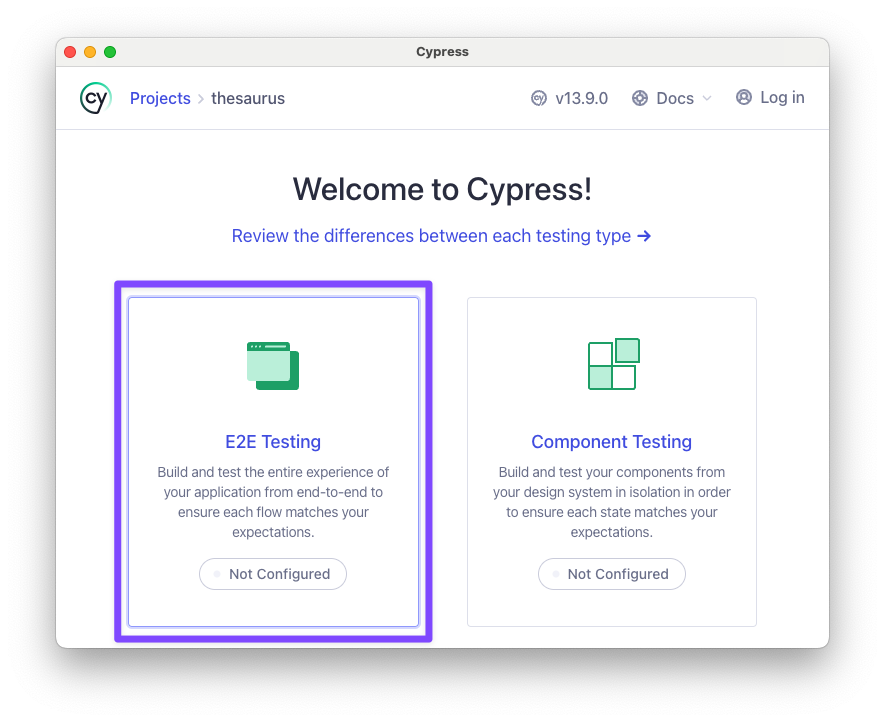 Cypress
cy Projects > thesaurus cy v13.9.0 Docs Log in
Welcome to Cypress!
Review the differences between each testing type →
E2E Testing
Build and test the entire experience of
your application from end-to-end to
ensure each flow matches your
expectations.
Not Configured
Component Testing
Build and test your components from
your design system in isolation in order
to ensure each state matches your
expectations.
Not Configured